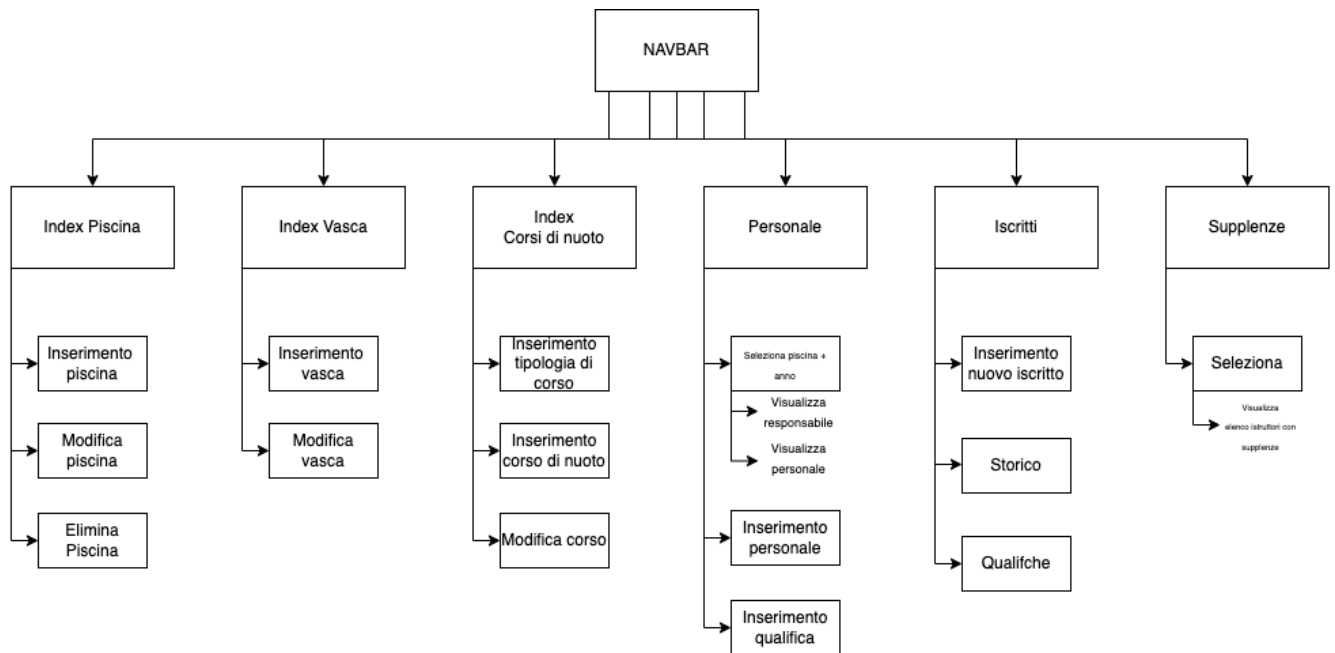 NAVBAR
Index Piscina
Index Vasca
Index
Corsi di nuoto
Personale
Iscritti
Supplenze
Inserimento
piscina
Modifica
piscina
Elimina
Piscina
Inserimento
vasca
Modifica
vasca
Inserimento
tipologia di
corso
Inserimento
corso di nuoto
Modifica corso
Seleziona piscina +
anno
Visualizza
responsabile
Visualizza
personale
Inserimento
personale
Inserimento
qualifica
Inserimento
nuovo iscritto
Storico
Qualifche
Seleziona
Visualizza
elenco istruttori con
supplenze